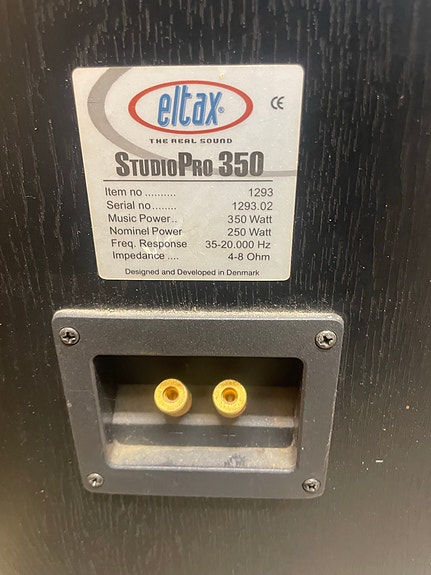 eltax®
CE
THE REAL SOUND
STUDIOPRO 350
Item no .......... 1293
Serial no........ 1293.02
Music Power.. 350 Watt
Nominel Power 250 Watt
Freq. Response 35-20.000 Hz
Impedance .... 4-8 Ohm
Designed and Developed in Denmark